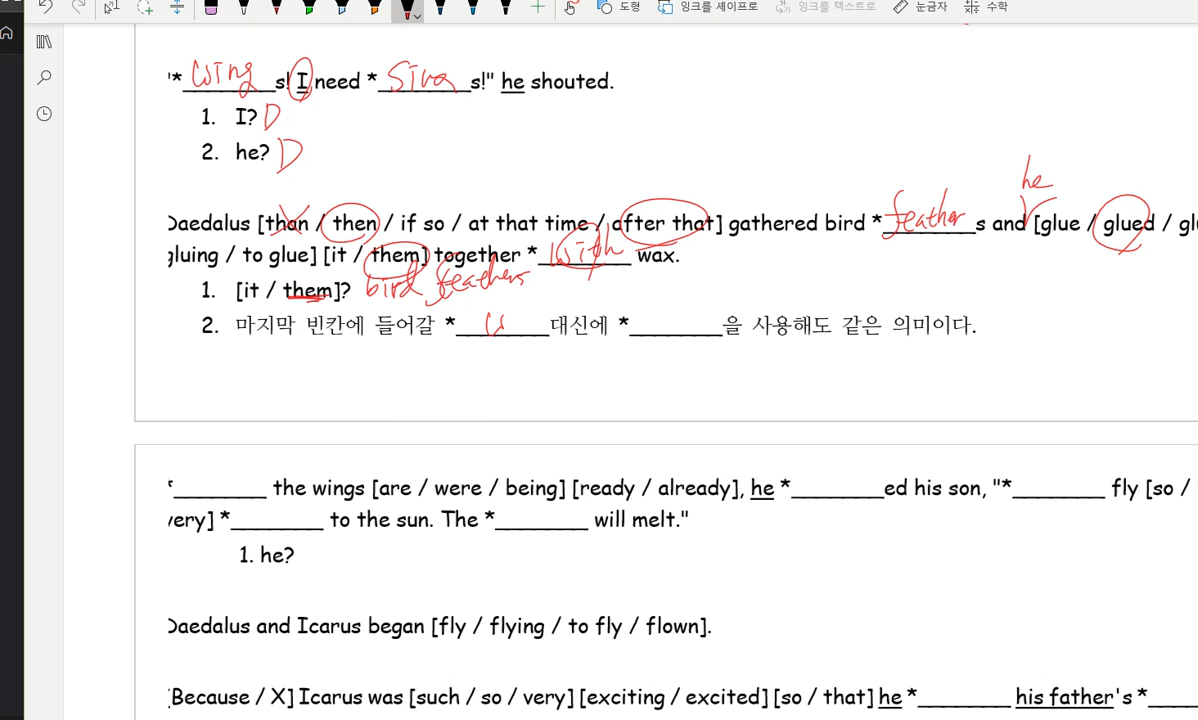 도형 잉크를 셰이프로 잉크를 텍스트로 눈금자 수학
"* wing s! I need * s!" he shouted.
1. I? D
2. he? D
he
Daedalus [than / then / if so / at that time / after that] gathered bird * feather s and [glue / glued /
gluing / to glue] [it / them] together * with wax.
1. [it / them]? bird feathers
2. 마지막 빈칸에 들어갈 *________대신에 *________을 사용해도 같은 의미이다.
*________ the wings [are / were / being] [ready / already], he *________ed his son, "*________ fly [so /
very] *________ to the sun. The *________ will melt."
1. he?
Daedalus and Icarus began [fly / flying / to fly / flown].
[Because / X] Icarus was [such / so / very] [exciting / excited] [so / that] he *________ his father's *